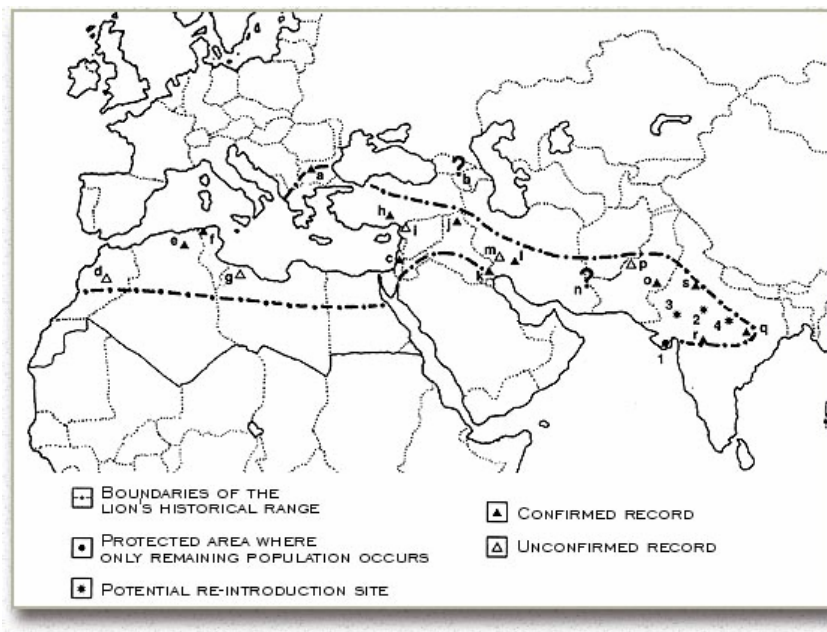 a
?
b
h
i
j
e
f
m
l
c
d
g
k
?
n
p
o
s
3
2
4
q
r
1
BOUNDARIES OF THE
LION'S HISTORICAL RANGE
PROTECTED AREA WHERE
ONLY REMAINING POPULATION OCCURS
POTENTIAL RE-INTRODUCTION SITE
CONFIRMED RECORD
UNCONFIRMED RECORD